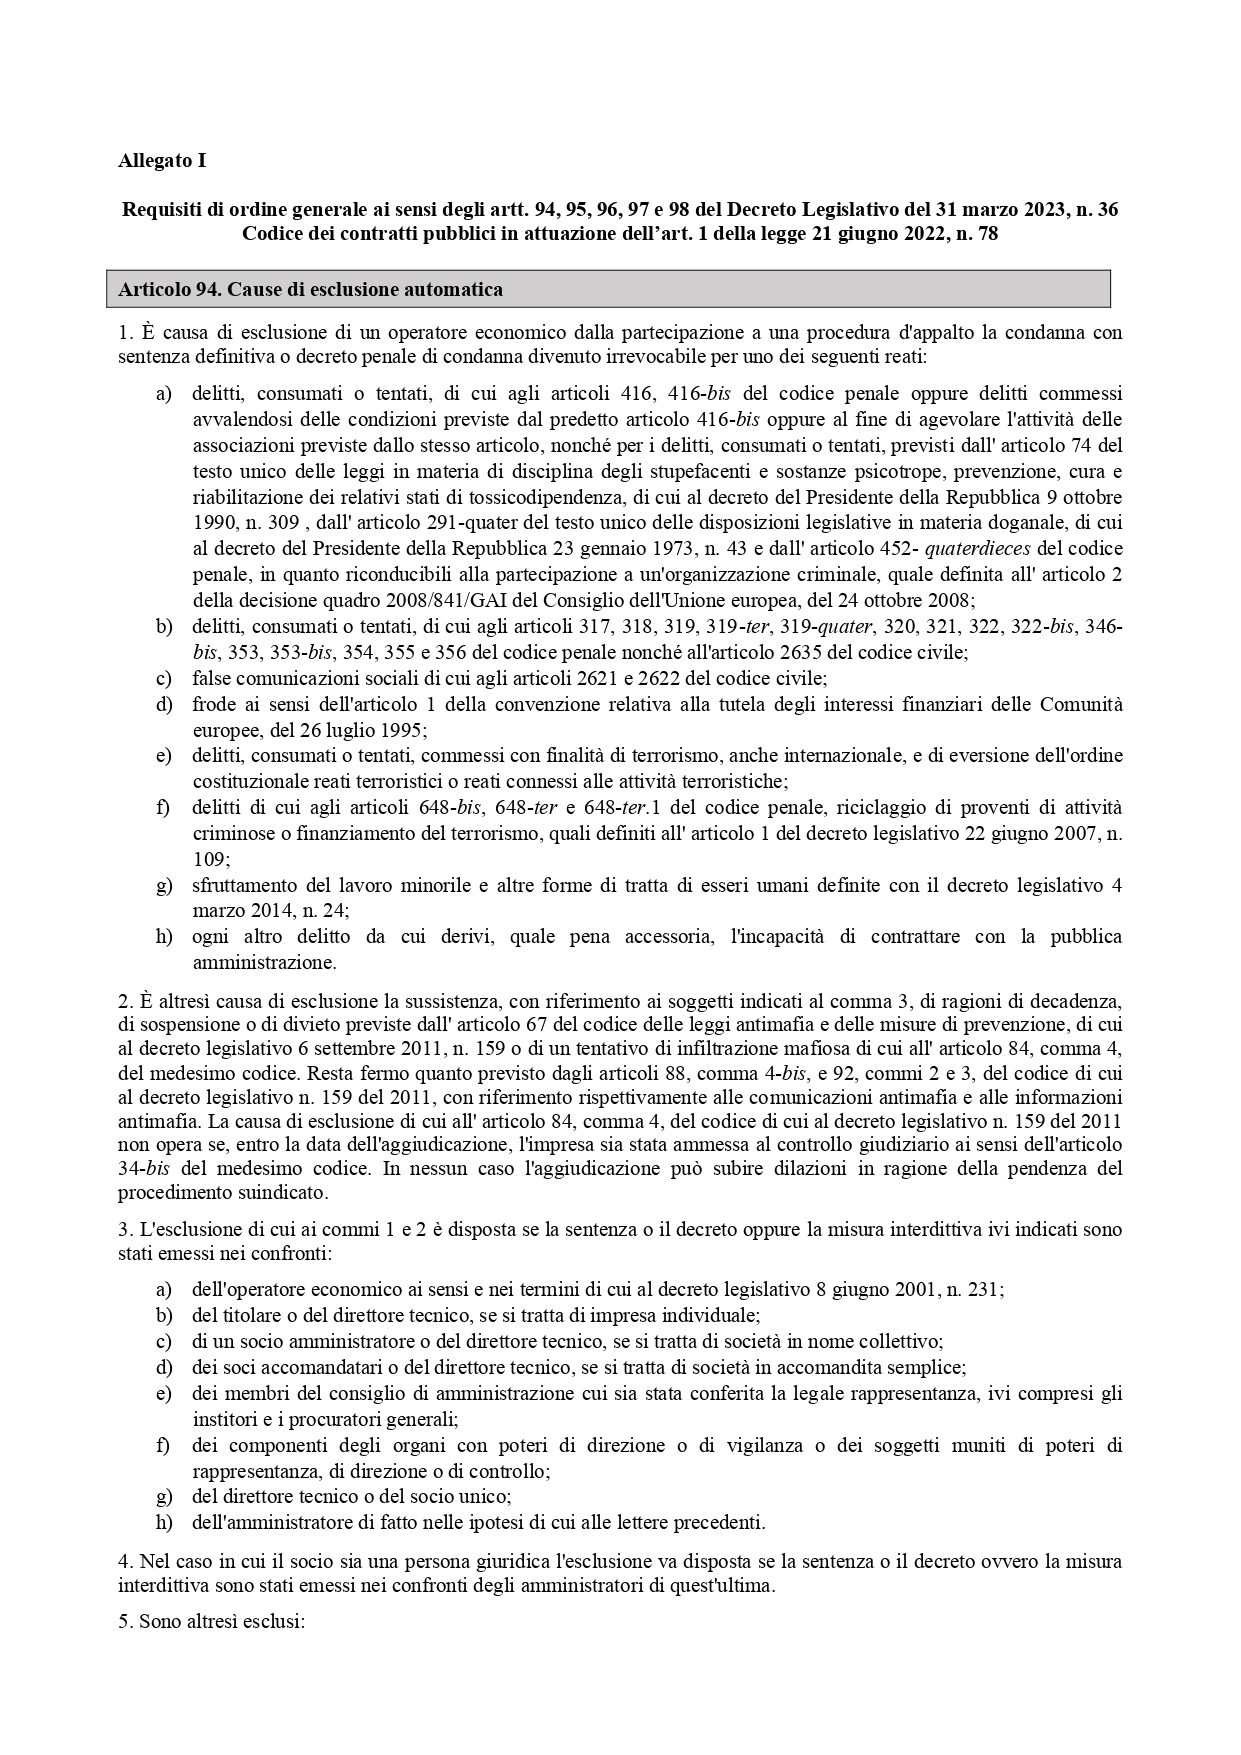 Allegato I
Requisiti di ordine generale ai sensi degli artt. 94, 95, 96, 97 e 98 del Decreto Legislativo del 31 marzo 2023, n. 36
Codice dei contratti pubblici in attuazione dell’art. 1 della legge 21 giugno 2022, n. 78
Articolo 94. Cause di esclusione automatica
1. È causa di esclusione di un operatore economico dalla partecipazione a una procedura d'appalto la condanna con
sentenza definitiva o decreto penale di condanna divenuto irrevocabile per uno dei seguenti reati:
a) delitti, consumati o tentati, di cui agli articoli 416, 416-bis del codice penale oppure delitti commessi
avvalendosi delle condizioni previste dal predetto articolo 416-bis oppure al fine di agevolare l'attività delle
associazioni previste dallo stesso articolo, nonché per i delitti, consumati o tentati, previsti dall' articolo 74 del
testo unico delle leggi in materia di disciplina degli stupefacenti e sostanze psicotrope, prevenzione, cura e
riabilitazione dei relativi stati di tossicodipendenza, di cui al decreto del Presidente della Repubblica 9 ottobre
1990, n. 309 , dall' articolo 291-quater del testo unico delle disposizioni legislative in materia doganale, di cui
al decreto del Presidente della Repubblica 23 gennaio 1973, n. 43 e dall' articolo 452- quaterdieces del codice
penale, in quanto riconducibili alla partecipazione a un'organizzazione criminale, quale definita all' articolo 2
della decisione quadro 2008/841/GAI del Consiglio dell'Unione europea, del 24 ottobre 2008;
b) delitti, consumati o tentati, di cui agli articoli 317, 318, 319, 319-ter, 319-quater, 320, 321, 322, 322-bis, 346-
bis, 353, 353-bis, 354, 355 e 356 del codice penale nonché all'articolo 2635 del codice civile;
c) false comunicazioni sociali di cui agli articoli 2621 e 2622 del codice civile;
d) frode ai sensi dell'articolo 1 della convenzione relativa alla tutela degli interessi finanziari delle Comunità
europee, del 26 luglio 1995;
e) delitti, consumati o tentati, commessi con finalità di terrorismo, anche internazionale, e di eversione dell'ordine
costituzionale reati terroristici o reati connessi alle attività terroristiche;
f) delitti di cui agli articoli 648-bis, 648-ter e 648-ter.1 del codice penale, riciclaggio di proventi di attività
criminose o finanziamento del terrorismo, quali definiti all' articolo 1 del decreto legislativo 22 giugno 2007, n.
109;
g) sfruttamento del lavoro minorile e altre forme di tratta di esseri umani definite con il decreto legislativo 4
marzo 2014, n. 24;
h) ogni altro delitto da cui derivi, quale pena accessoria, l'incapacità di contrattare con la pubblica
amministrazione.
2. È altresì causa di esclusione la sussistenza, con riferimento ai soggetti indicati al comma 3, di ragioni di decadenza,
di sospensione o di divieto previste dall' articolo 67 del codice delle leggi antimafia e delle misure di prevenzione, di cui
al decreto legislativo 6 settembre 2011, n. 159 o di un tentativo di infiltrazione mafiosa di cui all' articolo 84, comma 4,
del medesimo codice. Resta fermo quanto previsto dagli articoli 88, comma 4-bis, e 92, commi 2 e 3, del codice di cui
al decreto legislativo n. 159 del 2011, con riferimento rispettivamente alle comunicazioni antimafia e alle informazioni
antimafia. La causa di esclusione di cui all' articolo 84, comma 4, del codice di cui al decreto legislativo n. 159 del 2011
non opera se, entro la data dell'aggiudicazione, l'impresa sia stata ammessa al controllo giudiziario ai sensi dell'articolo
34-bis del medesimo codice. In nessun caso l'aggiudicazione può subire dilazioni in ragione della pendenza del
procedimento suindicato.
3. L'esclusione di cui ai commi 1 e 2 è disposta se la sentenza o il decreto oppure la misura interdittiva ivi indicati sono
stati emessi nei confronti:
a) dell'operatore economico ai sensi e nei termini di cui al decreto legislativo 8 giugno 2001, n. 231;
b) del titolare o del direttore tecnico, se si tratta di impresa individuale;
c) di un socio amministratore o del direttore tecnico, se si tratta di società in nome collettivo;
d) dei soci accomandatari o del direttore tecnico, se si tratta di società in accomandita semplice;
e) dei membri del consiglio di amministrazione cui sia stata conferita la legale rappresentanza, ivi compresi gli
institori e i procuratori generali;
f) dei componenti degli organi con poteri di direzione o di vigilanza o dei soggetti muniti di poteri di
rappresentanza, di direzione o di controllo;
g) del direttore tecnico o del socio unico;
h) dell'amministratore di fatto nelle ipotesi di cui alle lettere precedenti.
4. Nel caso in cui il socio sia una persona giuridica l'esclusione va disposta se la sentenza o il decreto ovvero la misura
interdittiva sono stati emessi nei confronti degli amministratori di quest'ultima.
5. Sono altresì esclusi: